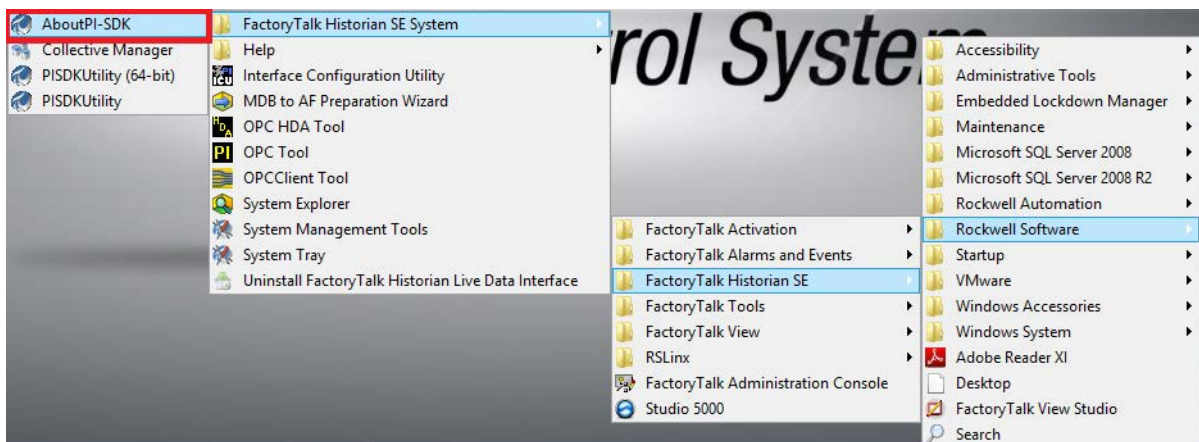 AboutPI-SDK
Collective Manager
PISDKUtility (64-bit)
PISDKUtility
FactoryTalk Historian SE System
Help
Interface Configuration Utility
MDB to AF Preparation Wizard
OPC HDA Tool
OPC Tool
OPCClient Tool
System Explorer
System Management Tools
System Tray
Uninstall FactoryTalk Historian Live Data Interface
rol System
FactoryTalk Activation
FactoryTalk Alarms and Events
FactoryTalk Historian SE
FactoryTalk Tools
FactoryTalk View
RSLinx
FactoryTalk Administration Console
Studio 5000
Accessibility
Administrative Tools
Embedded Lockdown Manager
Maintenance
Microsoft SQL Server 2008
Microsoft SQL Server 2008 R2
Rockwell Automation
Rockwell Software
Startup
VMware
Windows Accessories
Windows System
Adobe Reader XI
Desktop
FactoryTalk View Studio
Search